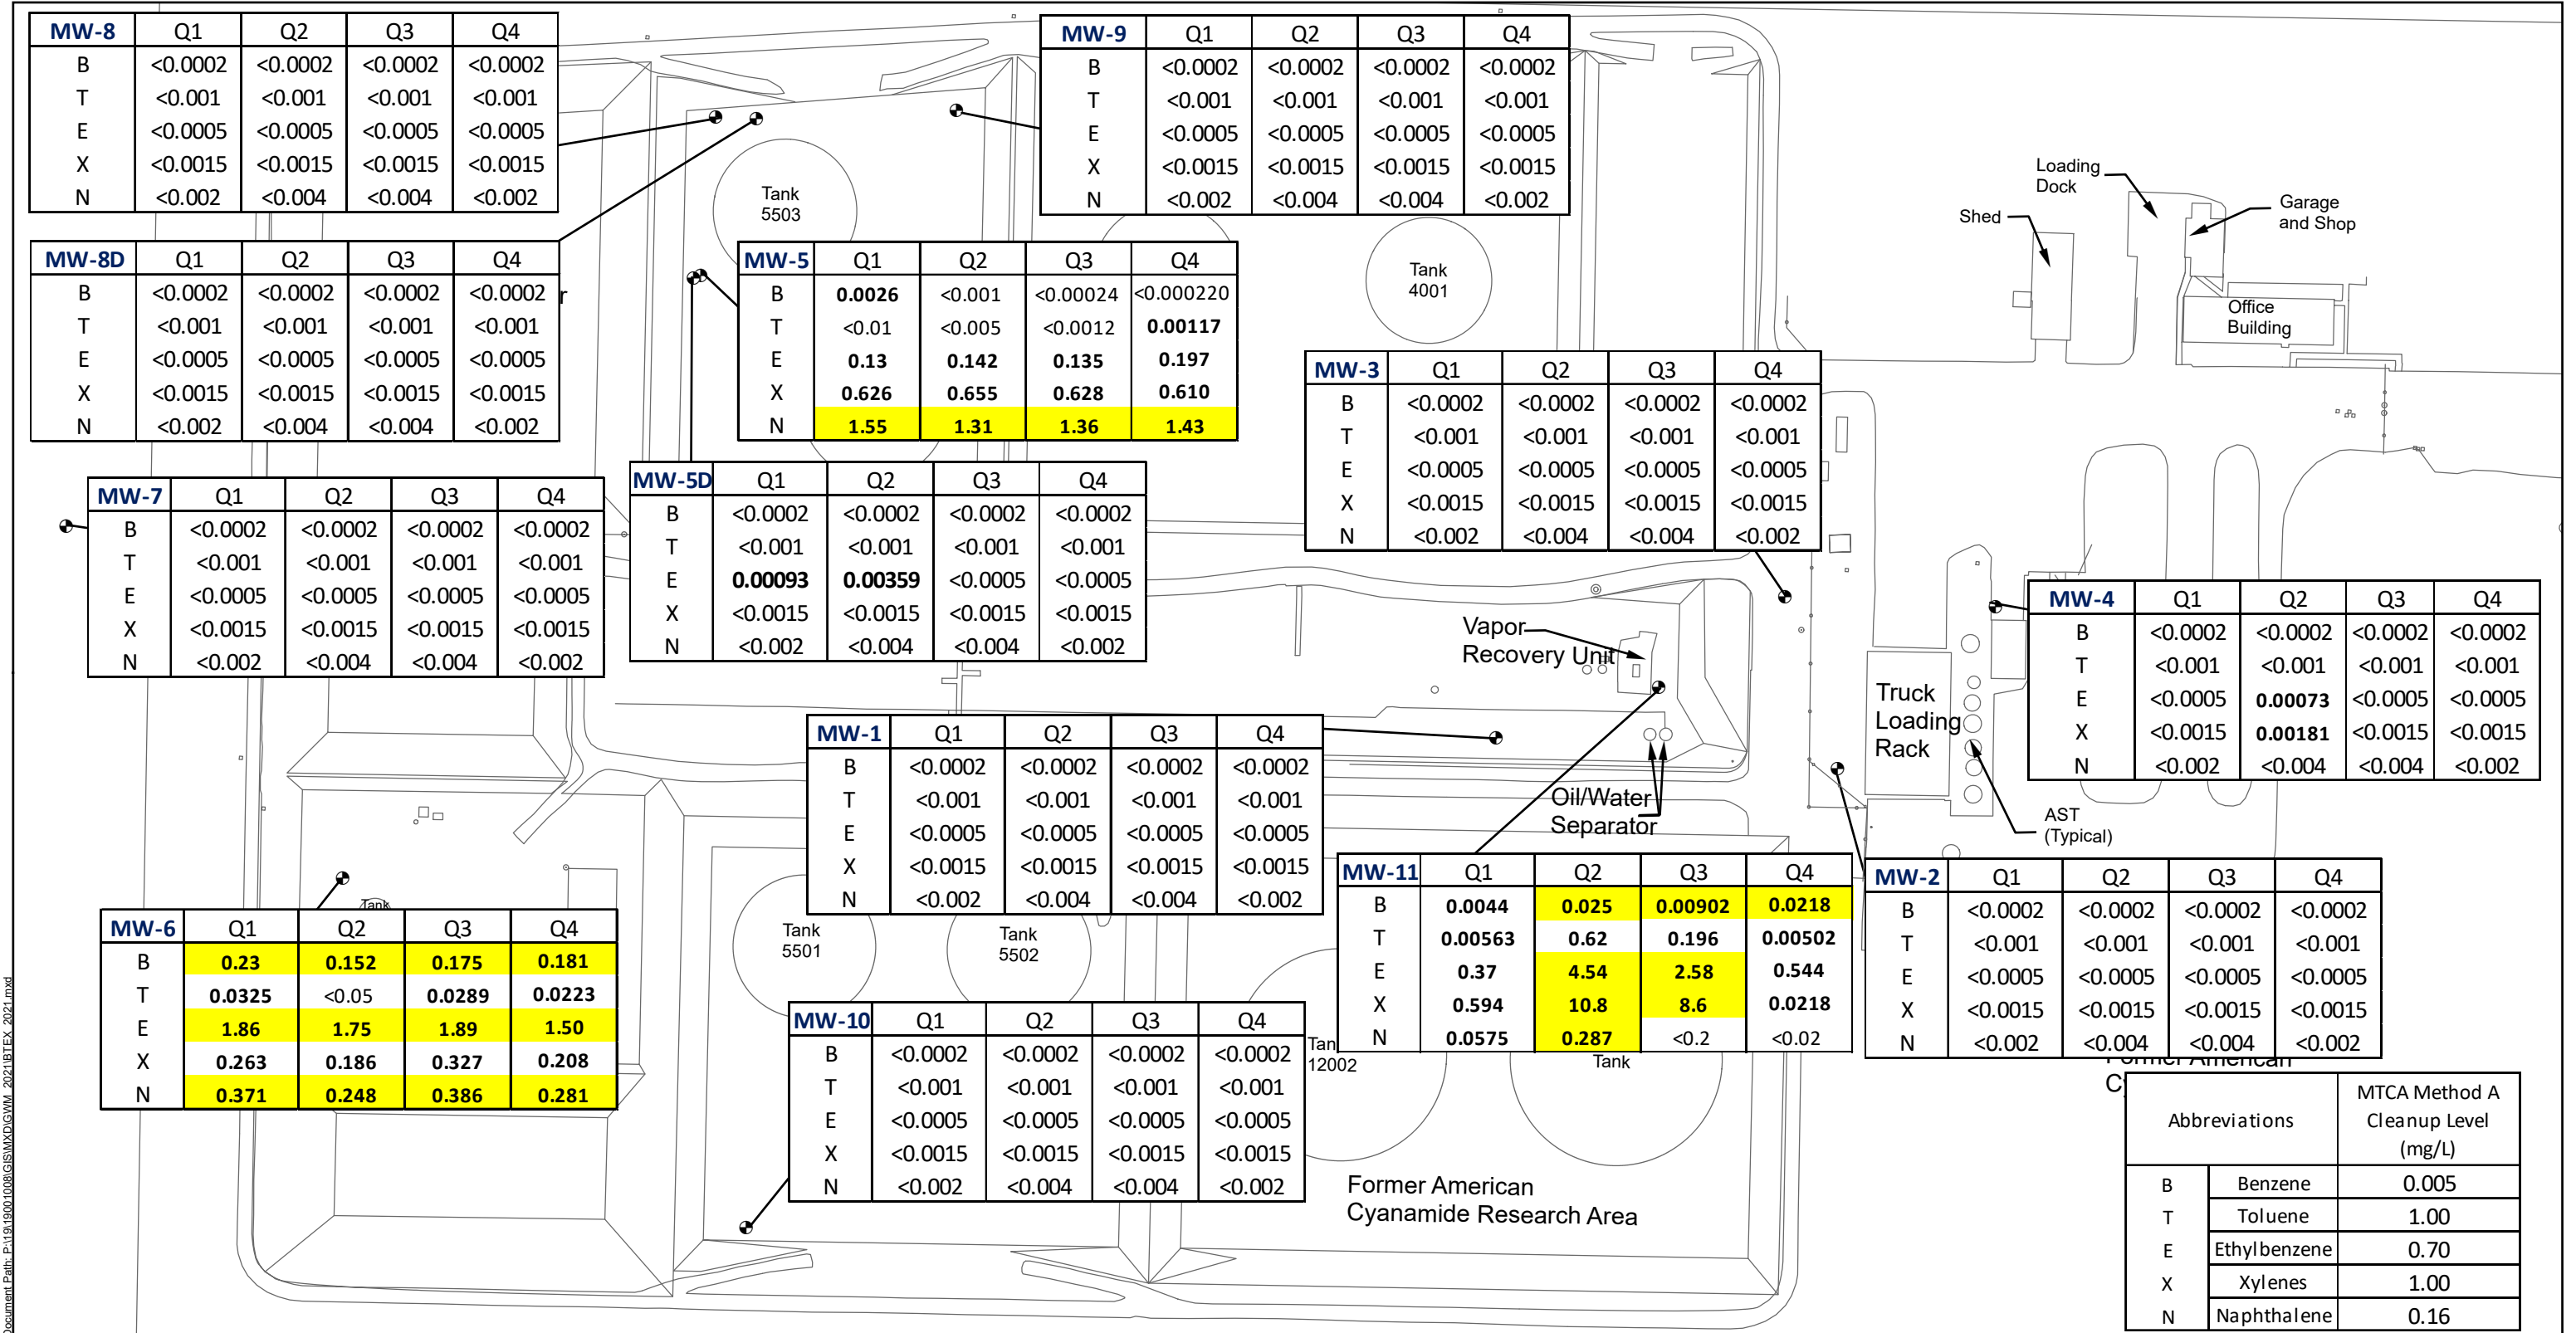 MW-8 Q1 Q2 Q3 Q4
B <0.0002 <0.0002 <0.0002 <0.0002
T <0.001 <0.001 <0.001 <0.001
E <0.0005 <0.0005 <0.0005 <0.0005
X <0.0015 <0.0015 <0.0015 <0.0015
N <0.002 <0.004 <0.004 <0.002
MW-9 Q1 Q2 Q3 Q4
B <0.0002 <0.0002 <0.0002 <0.0002
T <0.001 <0.001 <0.001 <0.001
E <0.0005 <0.0005 <0.0005 <0.0005
X <0.0015 <0.0015 <0.0015 <0.0015
N <0.002 <0.004 <0.004 <0.002
Tank
5503
Tank
4001
Loading
Dock
Shed
Garage
and Shop
Office
Building
MW-8D Q1 Q2 Q3 Q4
B <0.0002 <0.0002 <0.0002 <0.0002
T <0.001 <0.001 <0.001 <0.001
E <0.0005 <0.0005 <0.0005 <0.0005
X <0.0015 <0.0015 <0.0015 <0.0015
N <0.002 <0.004 <0.004 <0.002
r
MW-5 Q1 Q2 Q3 Q4
B 0.0026 <0.001 <0.00024 <0.000220
T <0.01 <0.005 <0.0012 0.00117
E 0.13 0.142 0.135 0.197
X 0.626 0.655 0.628 0.610
N 1.55 1.31 1.36 1.43
MW-3 Q1 Q2 Q3 Q4
B <0.0002 <0.0002 <0.0002 <0.0002
T <0.001 <0.001 <0.001 <0.001
E <0.0005 <0.0005 <0.0005 <0.0005
X <0.0015 <0.0015 <0.0015 <0.0015
N <0.002 <0.004 <0.004 <0.002
MW-7 Q1 Q2 Q3 Q4
B <0.0002 <0.0002 <0.0002 <0.0002
T <0.001 <0.001 <0.001 <0.001
E <0.0005 <0.0005 <0.0005 <0.0005
X <0.0015 <0.0015 <0.0015 <0.0015
N <0.002 <0.004 <0.004 <0.002
MW-5D Q1 Q2 Q3 Q4
B <0.0002 <0.0002 <0.0002 <0.0002
T <0.001 <0.001 <0.001 <0.001
E 0.00093 0.00359 <0.0005 <0.0005
X <0.0015 <0.0015 <0.0015 <0.0015
N <0.002 <0.004 <0.004 <0.002
Vapor
Recovery Unit
MW-4 Q1 Q2 Q3 Q4
B <0.0002 <0.0002 <0.0002 <0.0002
T <0.001 <0.001 <0.001 <0.001
E <0.0005 0.00073 <0.0005 <0.0005
X <0.0015 0.00181 <0.0015 <0.0015
N <0.002 <0.004 <0.004 <0.002
Truck
Loading
Rack
AST
(Typical)
MW-1 Q1 Q2 Q3 Q4
B <0.0002 <0.0002 <0.0002 <0.0002
T <0.001 <0.001 <0.001 <0.001
E <0.0005 <0.0005 <0.0005 <0.0005
X <0.0015 <0.0015 <0.0015 <0.0015
N <0.002 <0.004 <0.004 <0.002
Oil/Water
Separator
MW-11 Q1 Q2 Q3 Q4
B 0.0044 0.025 0.00902 0.0218
T 0.00563 0.62 0.196 0.00502
E 0.37 4.54 2.58 0.544
X 0.594 10.8 8.6 0.0218
N 0.0575 0.287 <0.2 <0.02
MW-2 Q1 Q2 Q3 Q4
B <0.0002 <0.0002 <0.0002 <0.0002
T <0.001 <0.001 <0.001 <0.001
E <0.0005 <0.0005 <0.0005 <0.0005
X <0.0015 <0.0015 <0.0015 <0.0015
N <0.002 <0.004 <0.004 <0.002
Tank
MW-6 Q1 Q2 Q3 Q4
B 0.23 0.152 0.175 0.181
T 0.0325 <0.05 0.0289 0.0223
E 1.86 1.75 1.89 1.50
X 0.263 0.186 0.327 0.208
N 0.371 0.248 0.386 0.281
Tank
5501
Tank
5502
MW-10 Q1 Q2 Q3 Q4
B <0.0002 <0.0002 <0.0002 <0.0002
T <0.001 <0.001 <0.001 <0.001
E <0.0005 <0.0005 <0.0005 <0.0005
X <0.0015 <0.0015 <0.0015 <0.0015
N <0.002 <0.004 <0.004 <0.002
Tan
12002
Tank
Former American
Cyanamide Research Area
Former American
Abbreviations MTCA Method A
Cleanup Level
(mg/L)
B Benzene 0.005
T Toluene 1.00
E Ethylbenzene 0.70
X Xylenes 1.00
N Naphthalene 0.16
Document Path: P:\19\19001008\GIS\MXD\GWM_2021\BTEX_2021.mxd